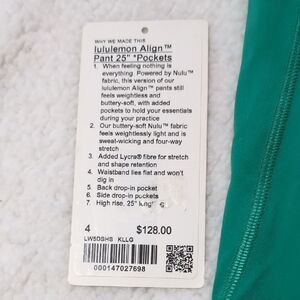 WHY WE MADE THIS
lululemon Align™
Pant 25" *Pockets
1. When feeling nothing is
everything. Powered by Nulu™
fabric, this version of our
lululemon Align™ pants still
feels weightless and
buttery-soft, with added
pockets to hold your essentials
during your practice
2. Our buttery-soft Nulu™ fabric
feels weightlessly light and is
sweat-wicking and four-way
stretch
3. Added Lycra® fibre for stretch
and shape retention
4. Waistband lies flat and won't
dig in
5. Back drop-in pocket
6. Side drop-in pockets
7. High rise, 25"
4 $128.00
KLLG
000147027698